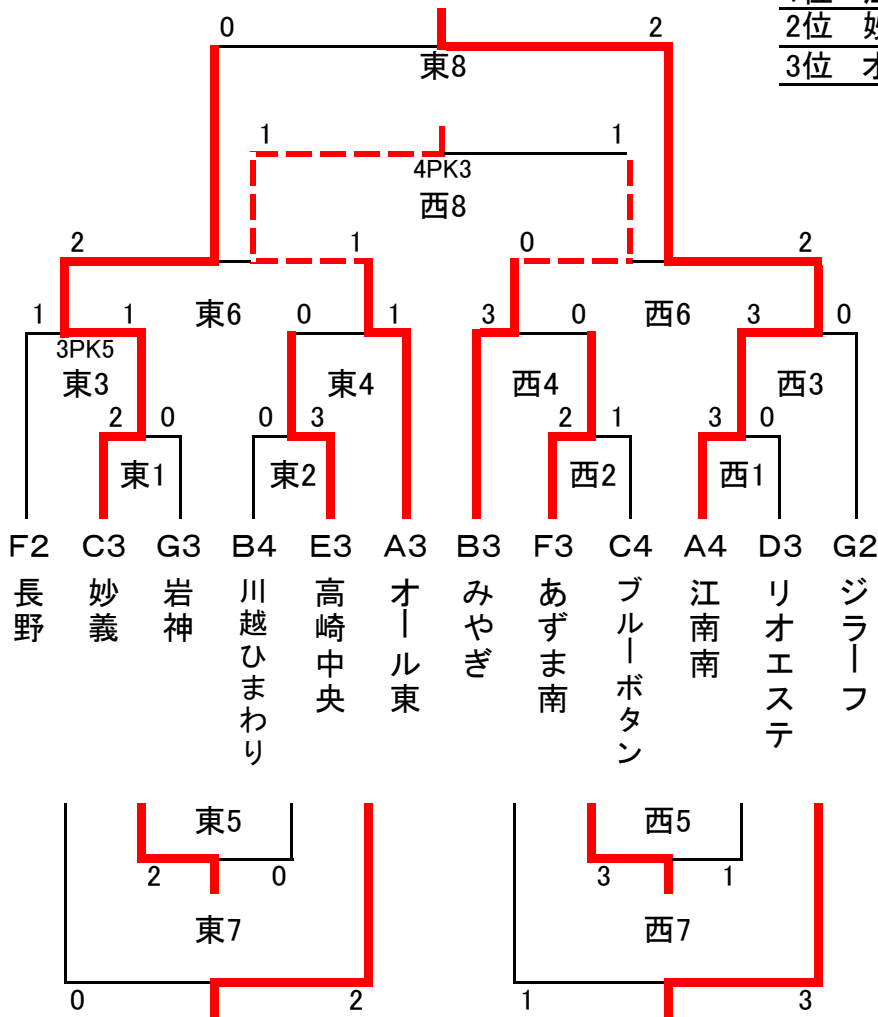 0 2
2位
東8
3位
1 1
4PK3
西8
2 1 0 2
1 1 東6 0 1 3 0 西6 3 0
3PK5
東3 東4 西4 西3
2 0 0 3 2 1 3 0
東1 東2 西2 西1
F2 C3 G3 B4 E3 A3 B3 F3 C4 A4 D3 G2
長野
妙義
岩神
川越ひまわり
高崎中央
オール東
みやぎ
あずま南
ブルーボタン
江南南
リオエステ
ジラーフ
東5 西5
2 0 3 1
東7 西7
0 2 1 3